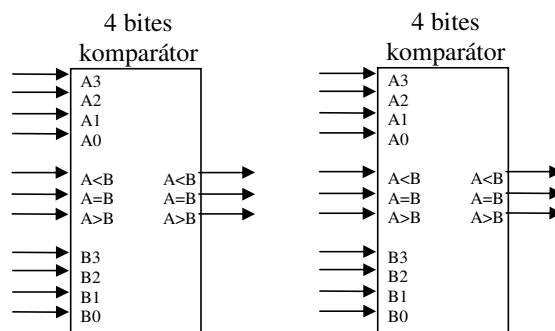 4 bites
komparátor
A3
A2
A1
A0
A<B A<B
A=B A=B
A>B A>B
B3
B2
B1
B0
4 bites
komparátor
A3
A2
A1
A0
A<B A<B
A=B A=B
A>B A>B
B3
B2
B1
B0